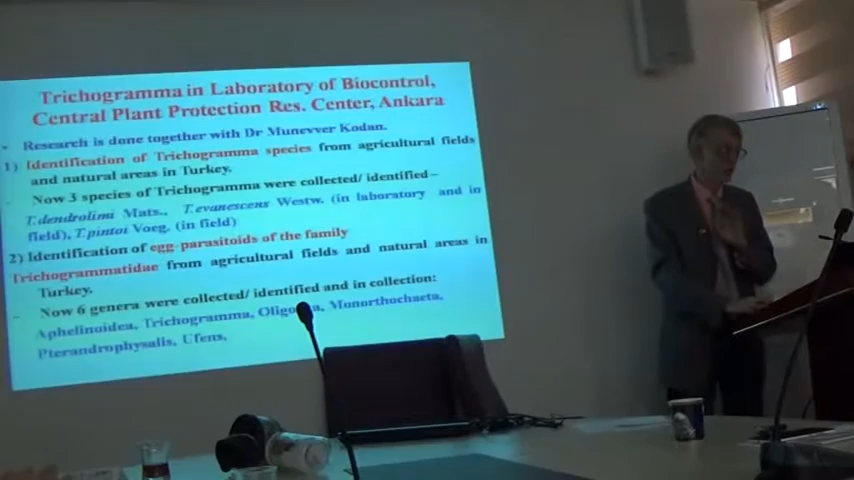 Trichogramma in Laboratory of Biocontrol,
Central Plant Protection Res. Center, Ankara
Research is done together with Dr Munevver Kodan.
1) Identification of Trichogramma species from agricultural fields
and natural areas in Turkey.
Now 3 species of Trichogramma were collected/ identified –
T.dendrolimi Mats., T.evanescens Westw. (in laboratory, and in
field), T.pintoi Voeg. (in field)
2) Identification of egg-parasitoids of the family
Trichogrammatidae from agricultural fields and natural areas in
Turkey.
Now 6 genera were collected/ identified and in collection:
Aphelinoidea, Trichogramma, Monorthochaeta,
Pterandrophysalis, Ufens.